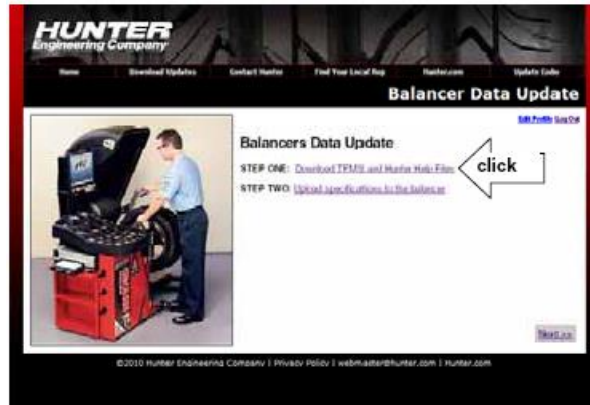 HUNTER
Engineering Company
Home Download Updates Contact Hunter Find Your Local Rep Hunter.com Update Codes
Balancer Data Update
Edit Profile Log Out
Balancers Data Update
STEP ONE: Download TPMS and Hunter Help Files
click
STEP TWO: Upload specifications to the balancer
Next >>
©2010 Hunter Engineering Company | Privacy Policy | webmaster@hunter.com | Hunter.com